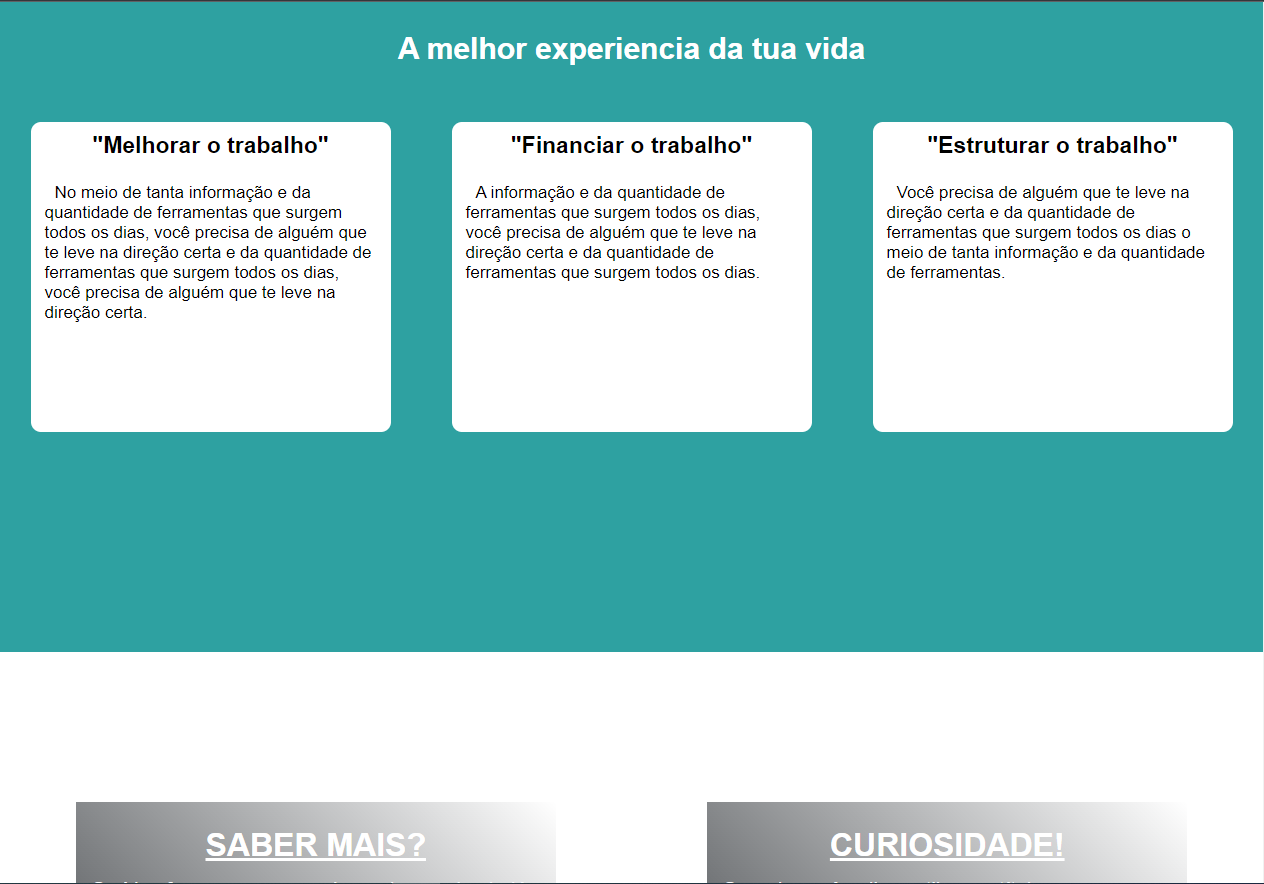 A melhor experiencia da tua vida
"Melhorar o trabalho"
No meio de tanta informação e da
quantidade de ferramentas que surgem
todos os dias, você precisa de alguém que
te leve na direção certa e da quantidade de
ferramentas que surgem todos os dias,
você precisa de alguém que te leve na
direção certa.
"Financiar o trabalho"
A informação e da quantidade de
ferramentas que surgem todos os dias,
você precisa de alguém que te leve na
direção certa e da quantidade de
ferramentas que surgem todos os dias.
"Estruturar o trabalho"
Você precisa de alguém que te leve na
direção certa e da quantidade de
ferramentas que surgem todos os dias o
meio de tanta informação e da quantidade
de ferramentas.
SABER MAIS?
CURIOSIDADE!